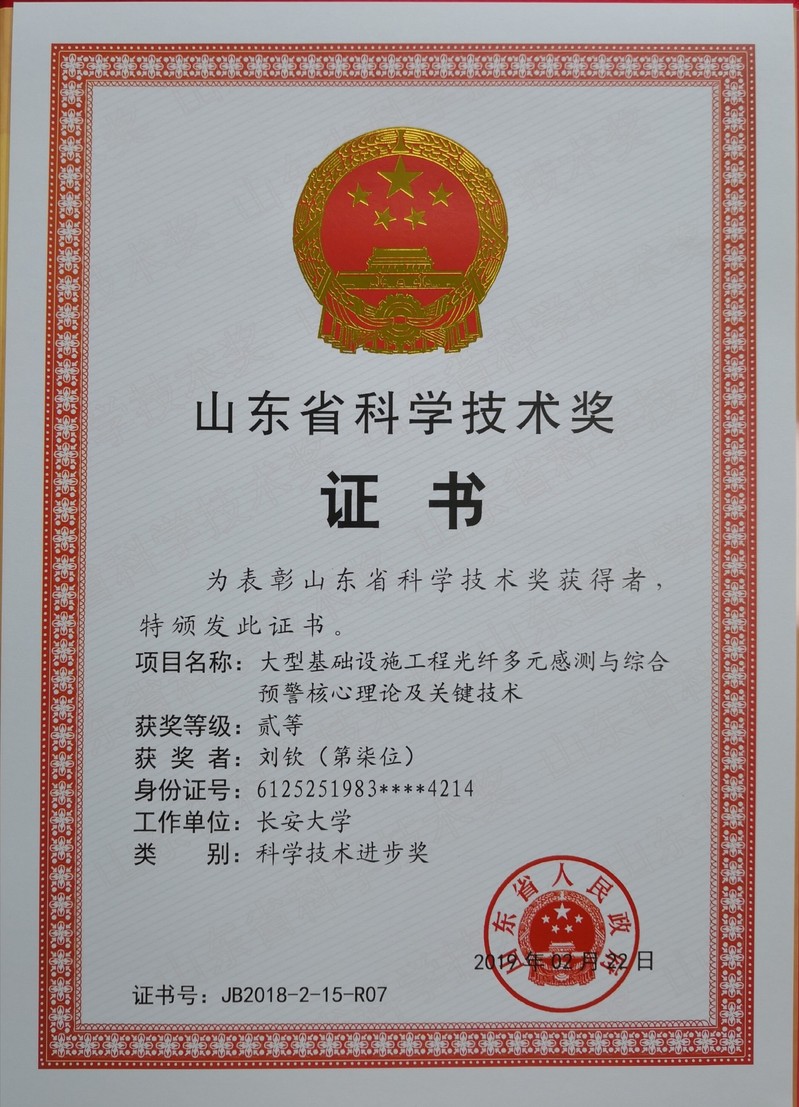 山东省科学技术奖
证书
为表彰山东省科学技术奖获得者，
特颁发此证书。
项目名称：大型基础设施工程光纤多元感测与综合
预警核心理论及关键技术
获奖等级：贰等
获奖者：刘钦（第柒位）
身份证号：6125251983****4214
工作单位：长安大学
类别：科学技术进步奖
山东省人民政府
2019年02月22日
证书号：JB2018-2-15-R07